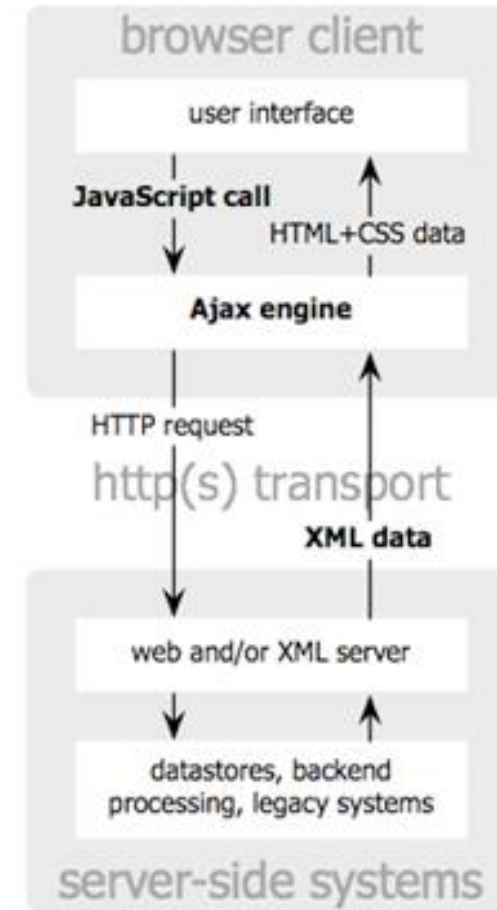 browser client
user interface
JavaScript call
HTML+CSS data
Ajax engine
HTTP request
http(s) transport
XML data
web and/or XML server
datastores, backend
processing, legacy systems
server-side systems